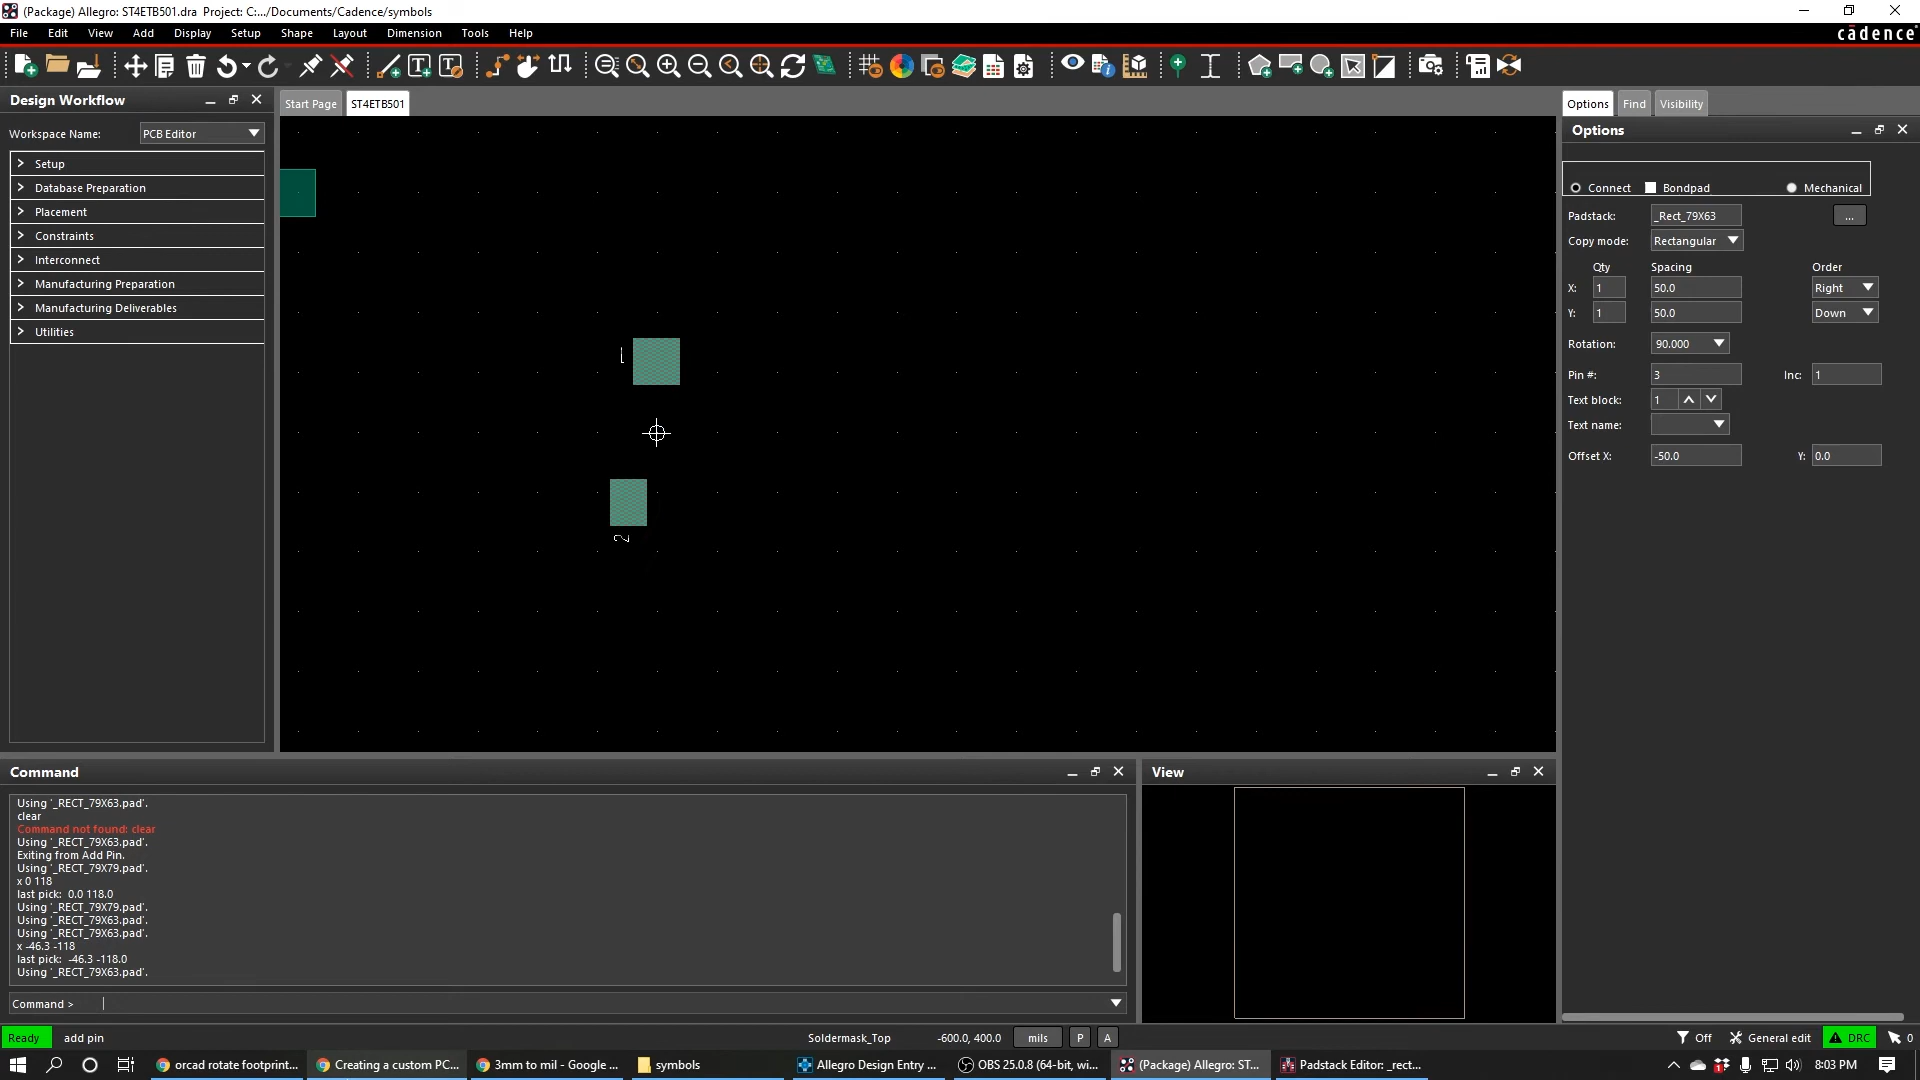 (Package) Allegro: ST4ETB501.dra  Project: C:.../Documents/Cadence/symbols
File Edit View Add Display Setup Shape Layout Dimension Tools Help
cadence
Design Workflow
Workspace Name: PCB Editor
> Setup
> Database Preparation
> Placement
> Constraints
> Interconnect
> Manufacturing Preparation
> Manufacturing Deliverables
> Utilities
Start Page ST4ETB501
1
2
Options Find Visibility
Options
Connect Bondpad Mechanical
Padstack: _Rect_79X63 ...
Copy mode: Rectangular
Qty Spacing Order
X: 1 50.0 Right
Y: 1 50.0 Down
Rotation: 90.000
Pin #: 3 Inc: 1
Text block: 1
Text name:
Offset X: -50.0 Y: 0.0
Command
Using '_RECT_79X63.pad'.
clear
Command not found: clear
Using '_RECT_79X63.pad'.
Exiting from Add Pin.
Using '_RECT_79X79.pad'.
x 0 118
last pick:  0.0 118.0
Using '_RECT_79X79.pad'.
Using '_RECT_79X63.pad'.
Using '_RECT_79X63.pad'.
x -46.3 -118
last pick:  -46.3 -118.0
Using '_RECT_79X63.pad'.
Command >
View
Ready add pin Soldermask_Top -600.0, 400.0 mils P A Off General edit DRC 0
orcad rotate footprint... Creating a custom PC... 3mm to mil - Google ... symbols Allegro Design Entry ... OBS 25.0.8 (64-bit, wi... (Package) Allegro: ST... Padstack Editor: _rect... 8:03 PM